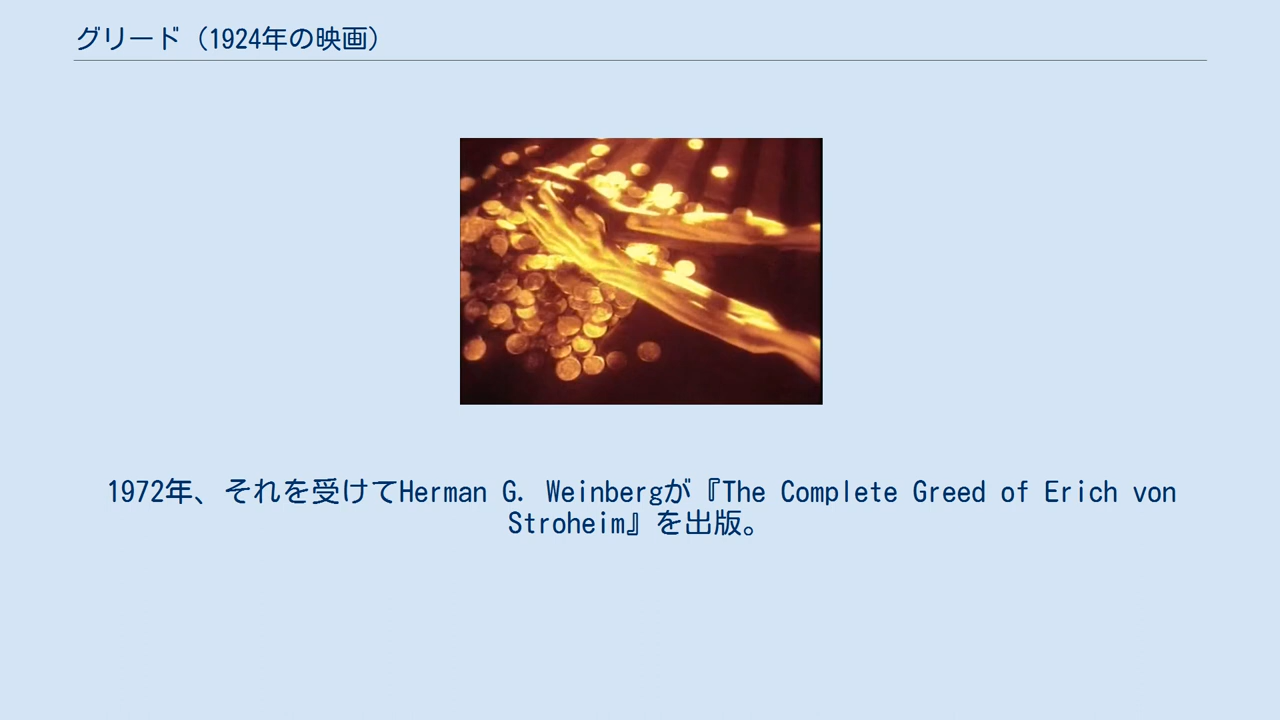 グリード（1924年の映画）
1972年、それを受けてHerman G. Weinbergが『The Complete Greed of Erich von
Stroheim』を出版。